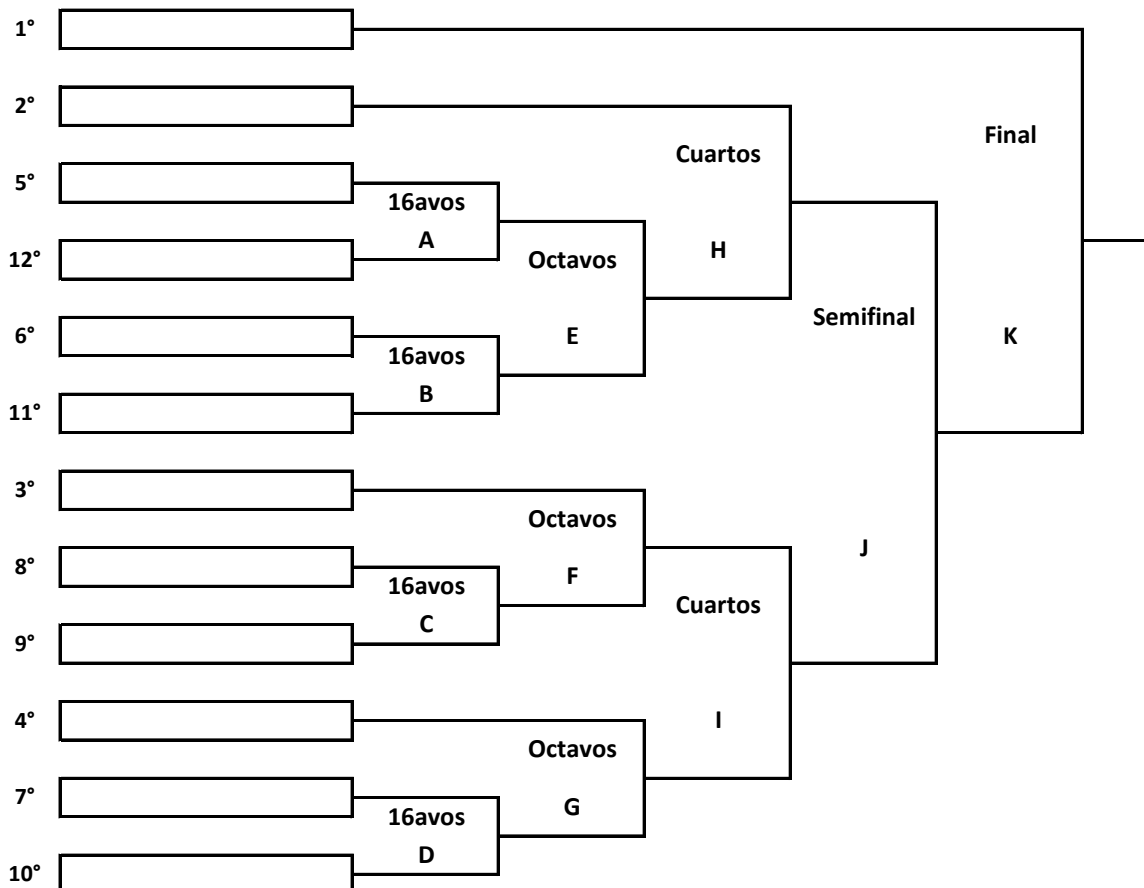 1°
2°
Final
Cuartos
5°
16avos
A
12°
H
Octavos
Semifinal
6°
E
K
16avos
B
11°
3°
Octavos
J
8°
F
16avos
Cuartos
C
9°
4°
I
Octavos
7°
G
16avos
D
10°